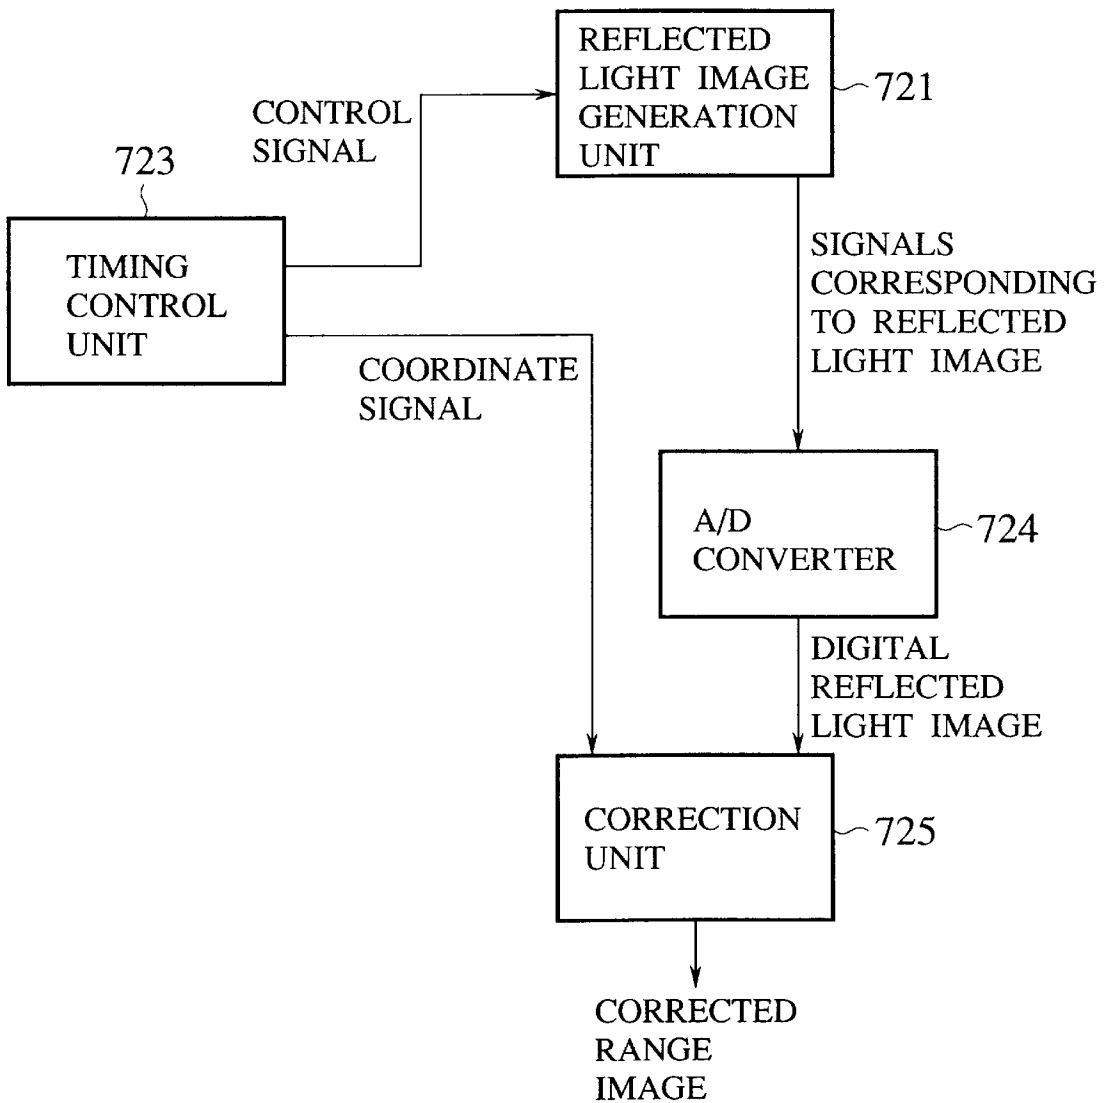 REFLECTED
LIGHT IMAGE
GENERATION
UNIT
721
CONTROL
SIGNAL
723
TIMING
CONTROL
UNIT
SIGNALS
CORRESPONDING
TO REFLECTED
LIGHT IMAGE
COORDINATE
SIGNAL
A/D
CONVERTER
724
DIGITAL
REFLECTED
LIGHT IMAGE
CORRECTION
UNIT
725
CORRECTED
RANGE
IMAGE